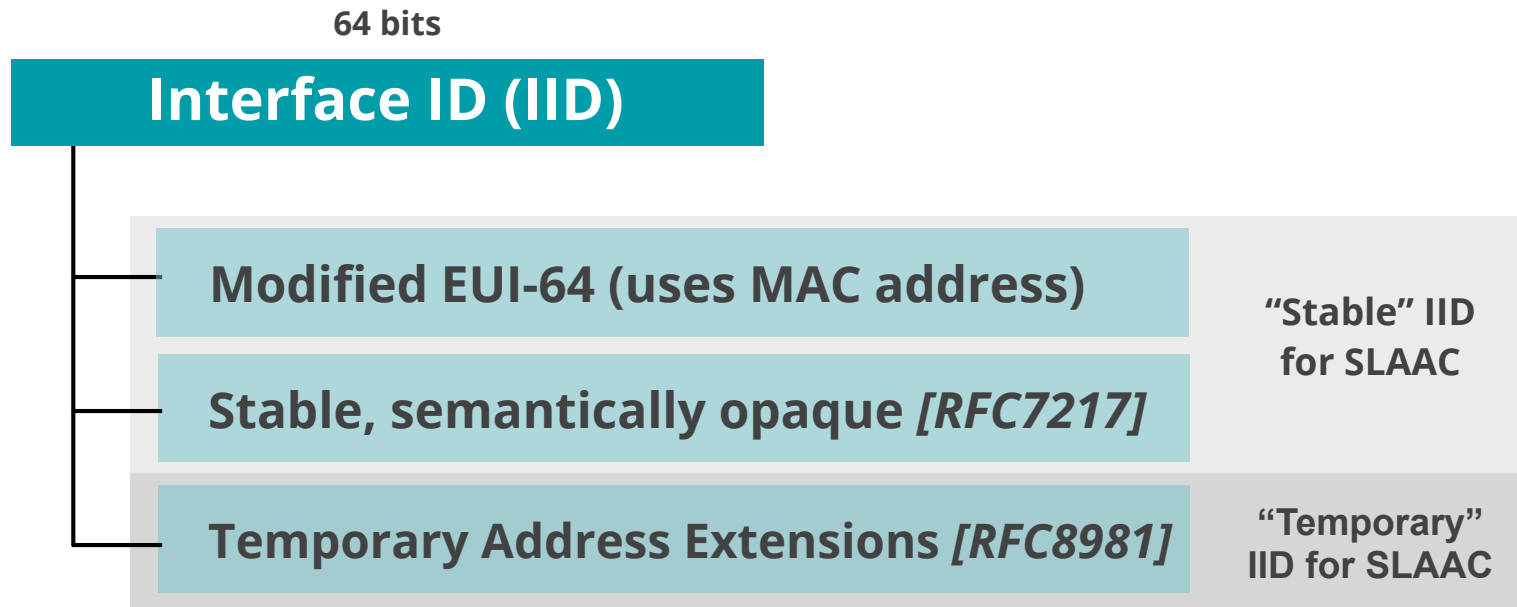 64 bits
Interface ID (IID)
Modified EUI-64 (uses MAC address)
“Stable” IID
for SLAAC
Stable, semantically opaque [RFC7217]
Temporary Address Extensions [RFC8981]
“Temporary”
IID for SLAAC